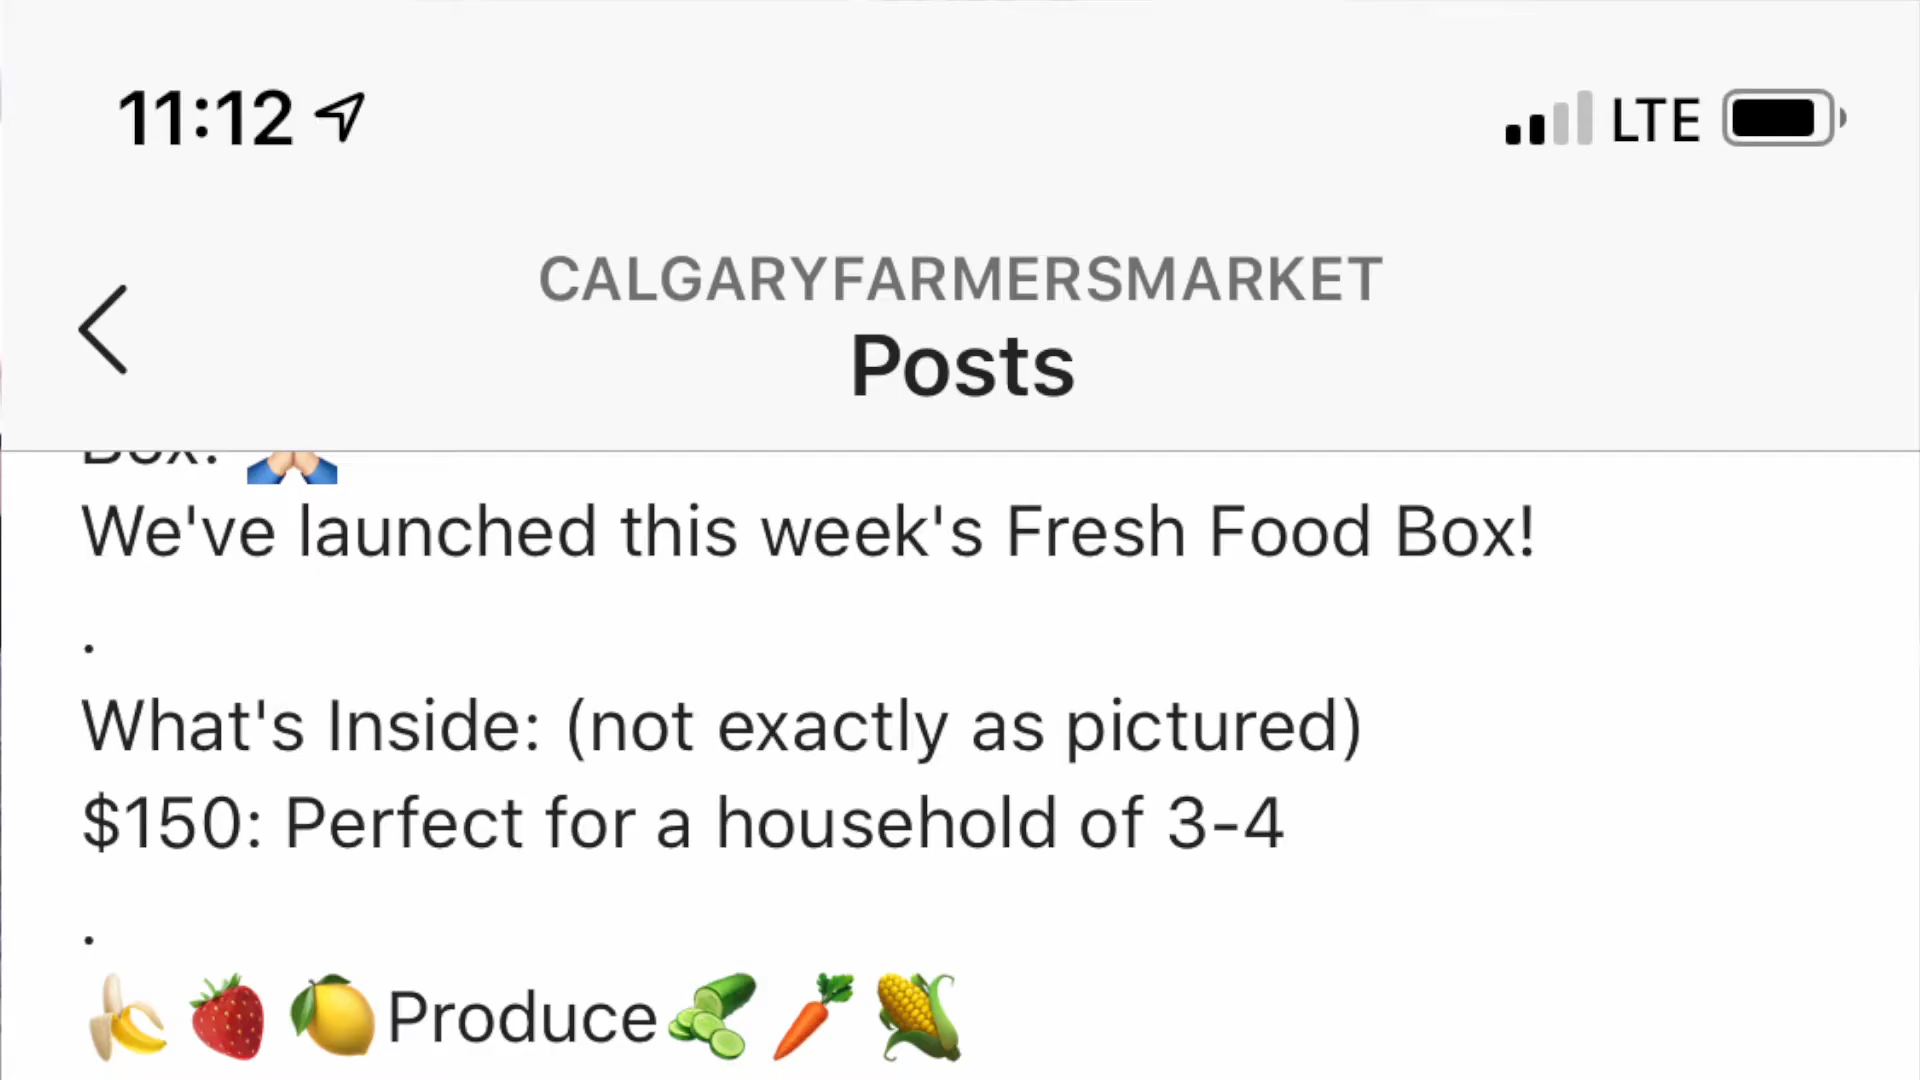 11:12
LTE
CALGARYFARMERSMARKET
Posts
Box!
We've launched this week's Fresh Food Box!
.
What's Inside: (not exactly as pictured)
$150: Perfect for a household of 3-4
.
🍌🍓🍋Produce🥒🥕🌽